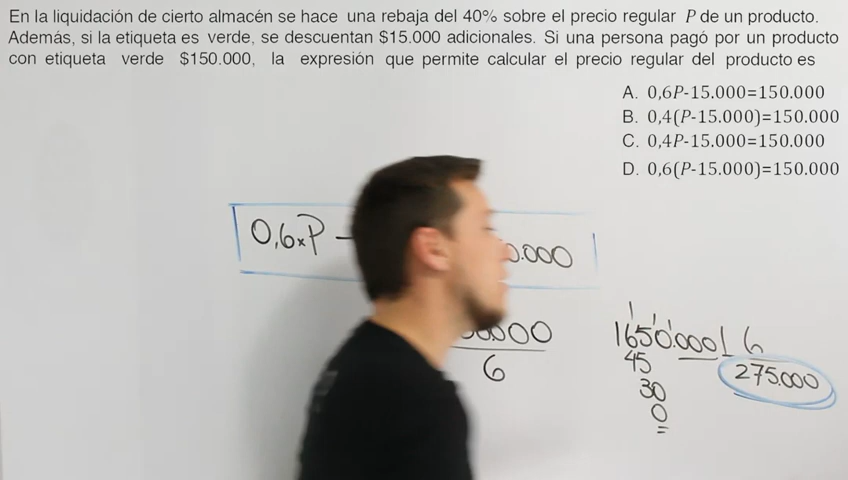 En la liquidación de cierto almacén se hace una rebaja del 40% sobre el precio regular P de un producto.
Además, si la etiqueta es verde, se descuentan $15.000 adicionales. Si una persona pagó por un producto
con etiqueta verde $150.000, la expresión que permite calcular el precio regular del producto es
A. 0,6P-15.000=150.000
B. 0,4(P-15.000)=150.000
C. 0,4P-15.000=150.000
D. 0,6(P-15.000)=150.000
0,6xP -
0.000
1650.000 6
45
275.000
30
0
6